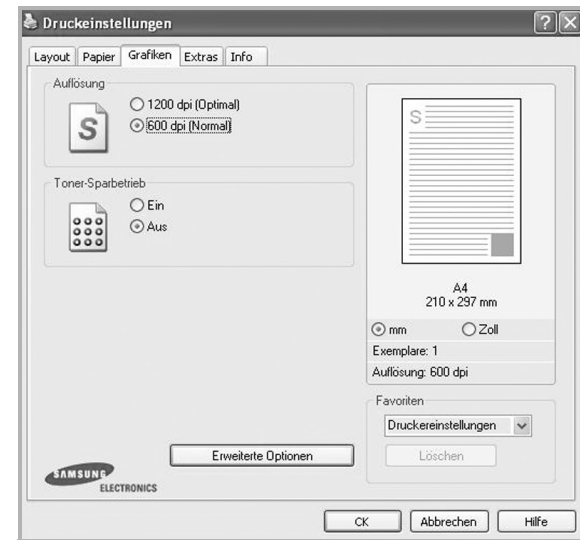 Druckeinstellungen
Layout Papier Grafiken Extras Info
Auflösung
1200 dpi (Optimal)
600 dpi (Normal)
S
Toner-Sparbetrieb
Ein
Aus
S
A4
210 x 297 mm
mm Zoll
Exemplare: 1
Auflösung: 600 dpi
Favoriten
Druckereinstellungen
Löschen
Erweiterte Optionen
SAMSUNG
ELECTRONICS
OK Abbrechen Hilfe